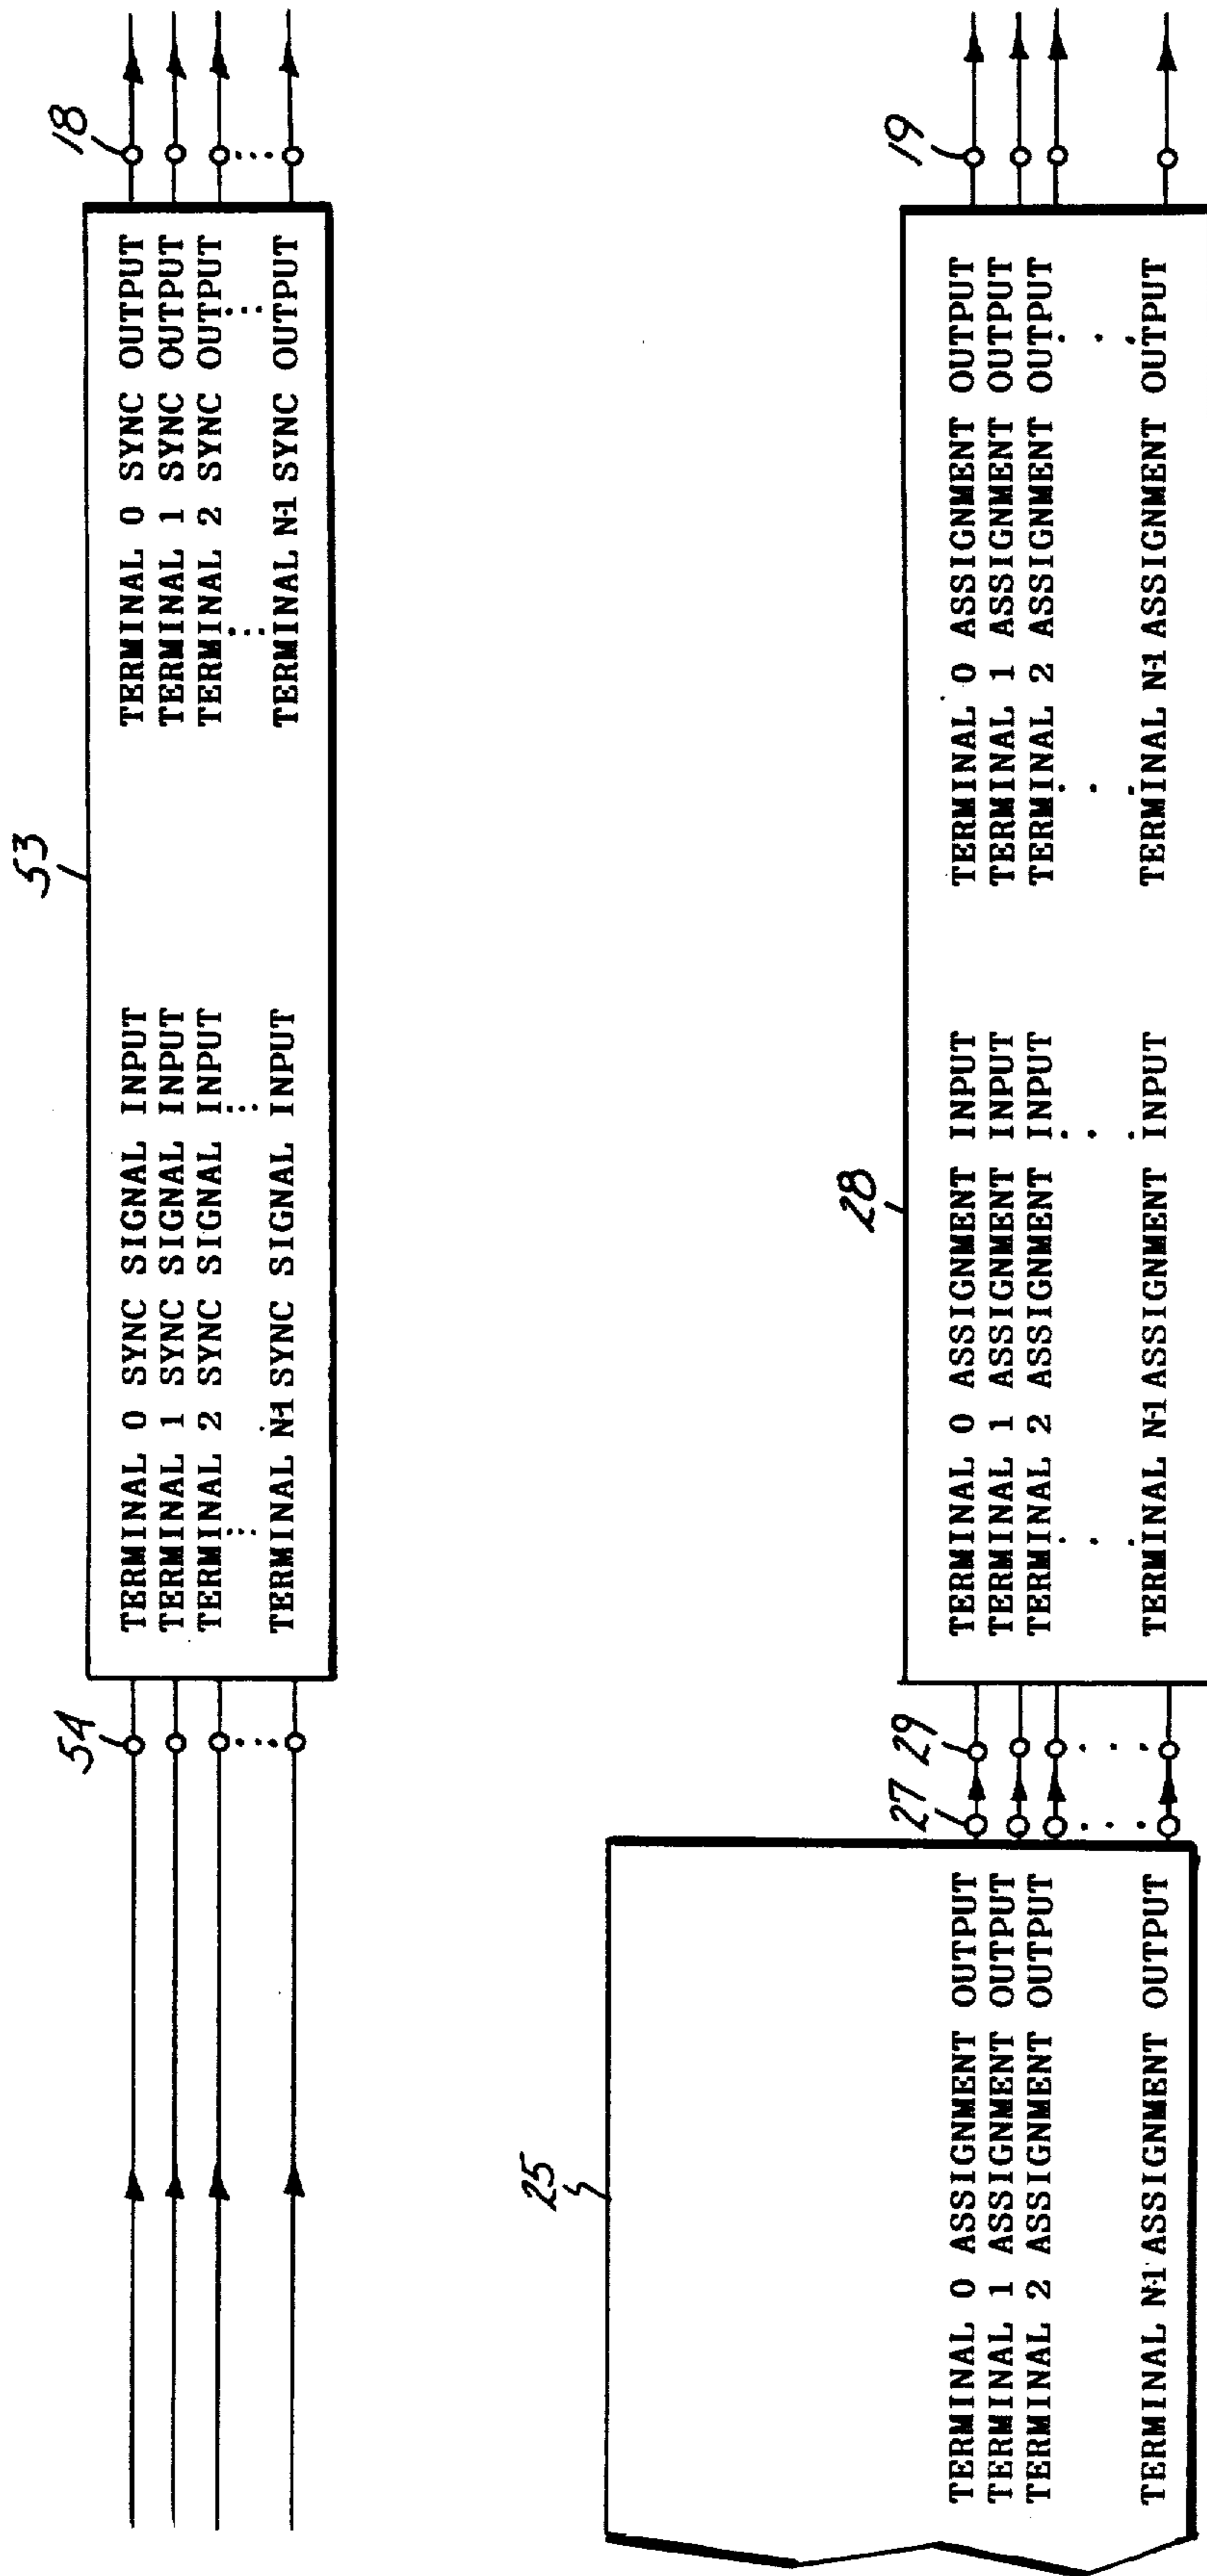 53
54
18
TERMINAL 0 SYNC SIGNAL INPUT
TERMINAL 1 SYNC SIGNAL INPUT
TERMINAL 2 SYNC SIGNAL INPUT
TERMINAL N-1 SYNC SIGNAL INPUT
TERMINAL 0 SYNC OUTPUT
TERMINAL 1 SYNC OUTPUT
TERMINAL 2 SYNC OUTPUT
TERMINAL N-1 SYNC OUTPUT
25
27
29
28
19
TERMINAL 0 ASSIGNMENT OUTPUT
TERMINAL 1 ASSIGNMENT OUTPUT
TERMINAL 2 ASSIGNMENT OUTPUT
TERMINAL N-1 ASSIGNMENT OUTPUT
TERMINAL 0 ASSIGNMENT INPUT
TERMINAL 1 ASSIGNMENT INPUT
TERMINAL 2 ASSIGNMENT INPUT
TERMINAL N-1 ASSIGNMENT INPUT
TERMINAL 0 ASSIGNMENT OUTPUT
TERMINAL 1 ASSIGNMENT OUTPUT
TERMINAL 2 ASSIGNMENT OUTPUT
TERMINAL N-1 ASSIGNMENT OUTPUT